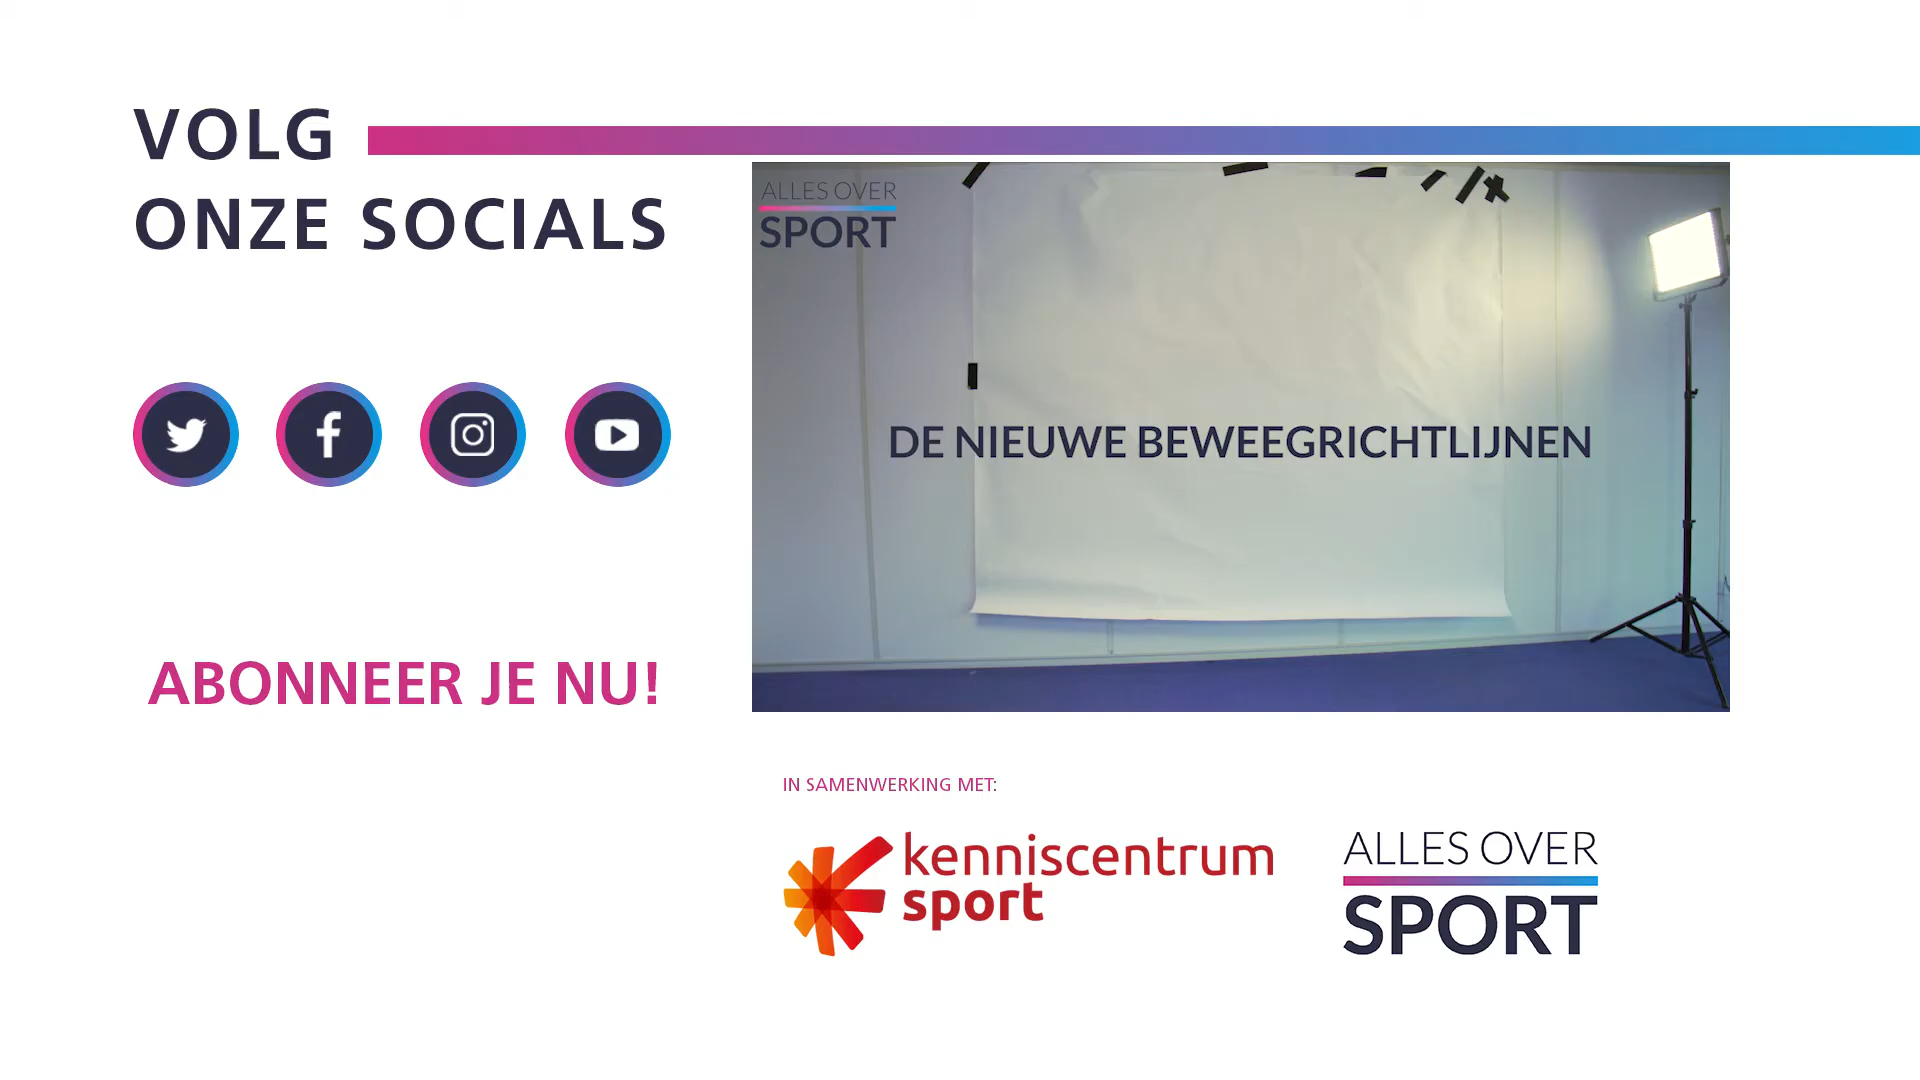 VOLG
ONZE SOCIALS
ALLES OVER
SPORT
DE NIEUWE BEWEEGRICHTLIJNEN
ABONNEER JE NU!
IN SAMENWERKING MET:
kenniscentrum
sport
ALLES OVER
SPORT